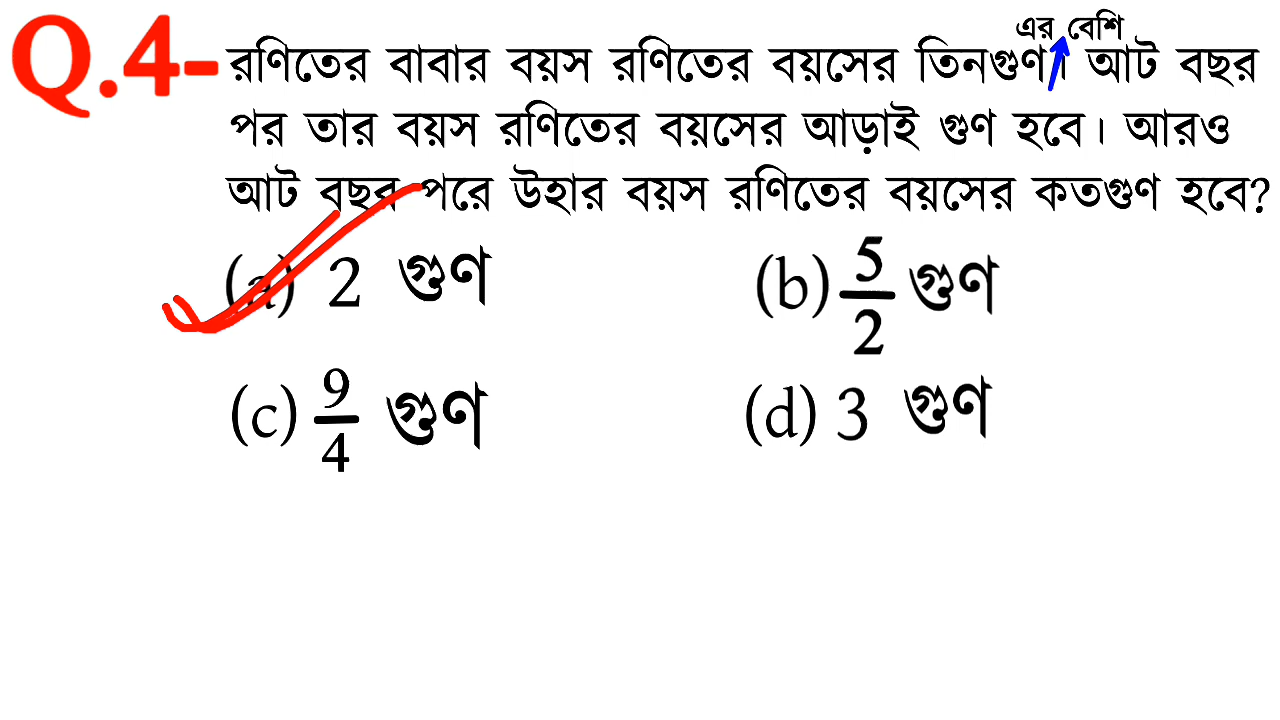 এর বেশি
Q.4- রণিতের বাবার বয়স রণিতের বয়সের তিনগুণ। আট বছর
পর তার বয়স রণিতের বয়সের আড়াই গুণ হবে। আরও
আট বছর পরে উহার বয়স রণিতের বয়সের কতগুণ হবে?
(a) 2 গুণ (b) 5/2 গুণ
(c) 9/4 গুণ (d) 3 গুণ